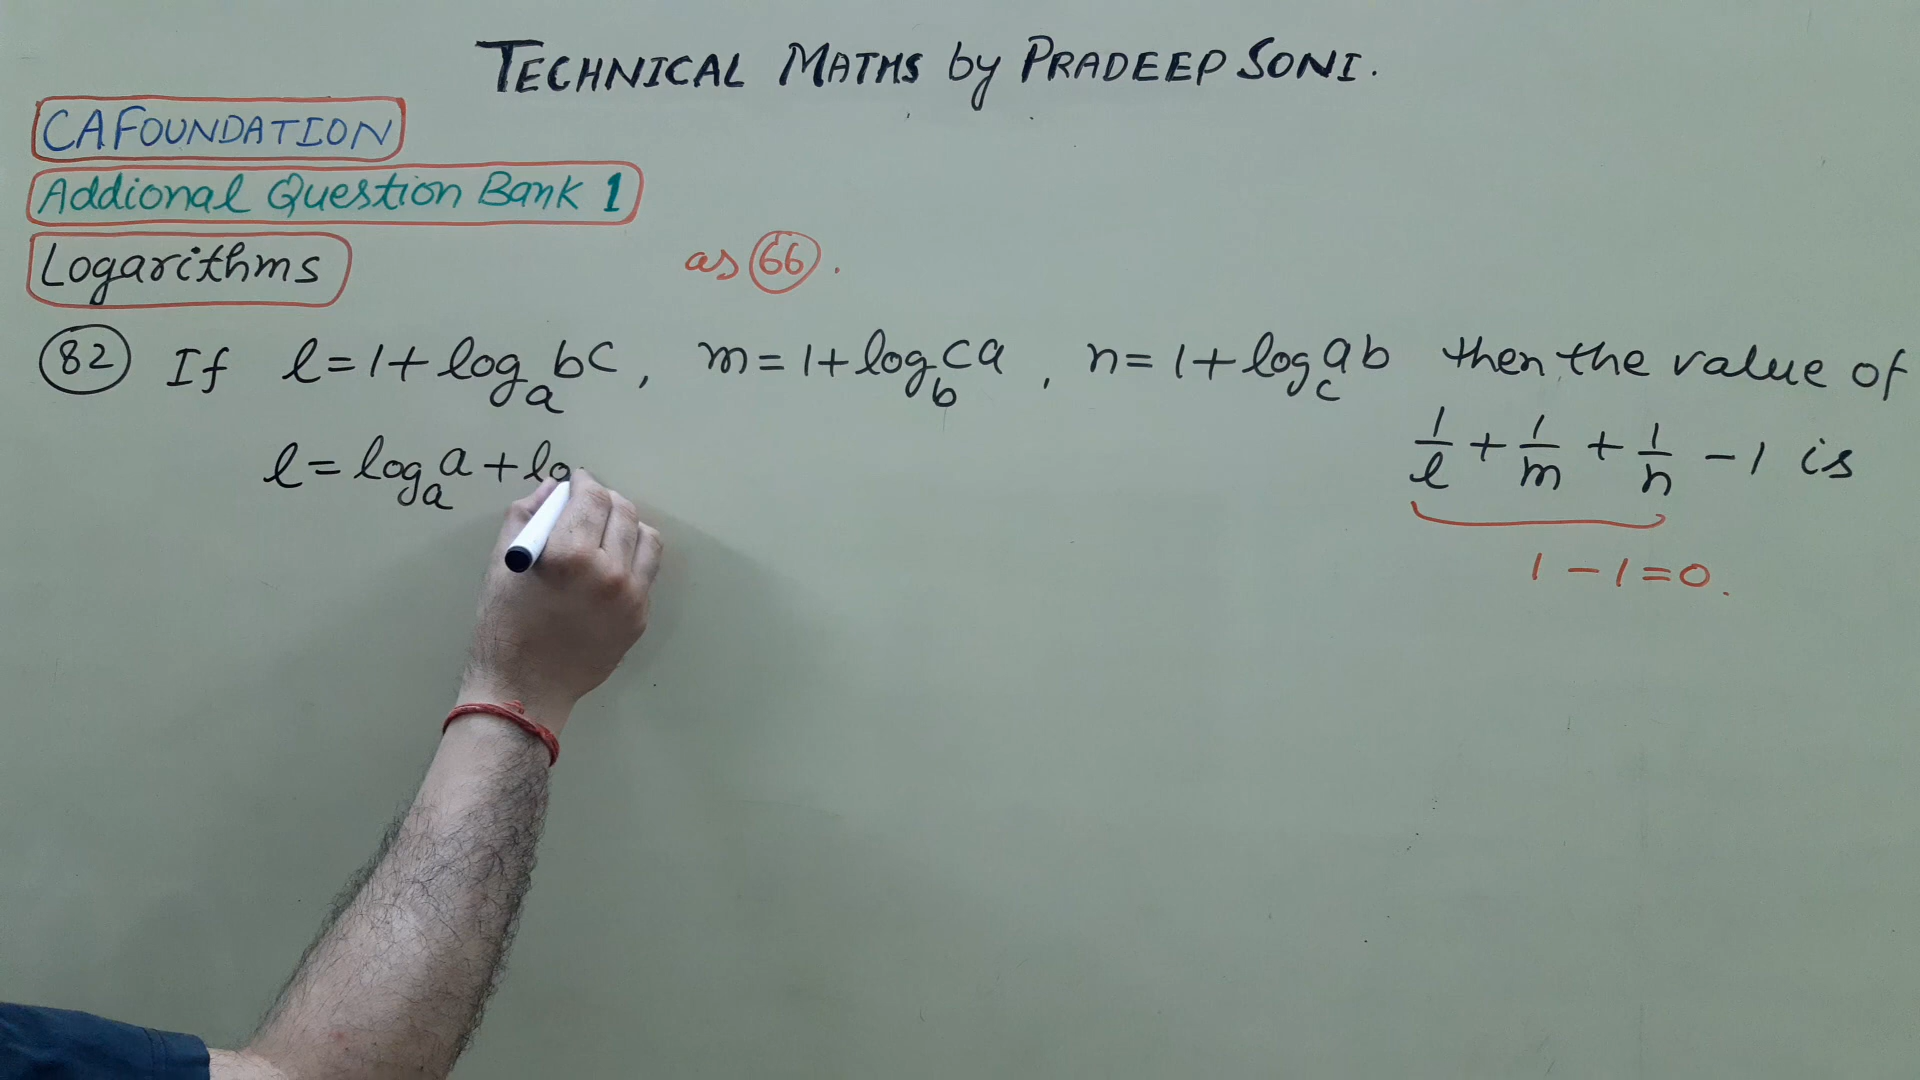 TECHNICAL MATHS by PRADEEP SONI.
CA FOUNDATION
Addional Question Bank 1
Logarithms
as 66.
82 If l = 1 + log_a bc, m = 1 + log_b ca, n = 1 + log_c ab then the value of
1/l + 1/m + 1/n - 1 is
l = log_a a + lo
1 - 1 = 0.